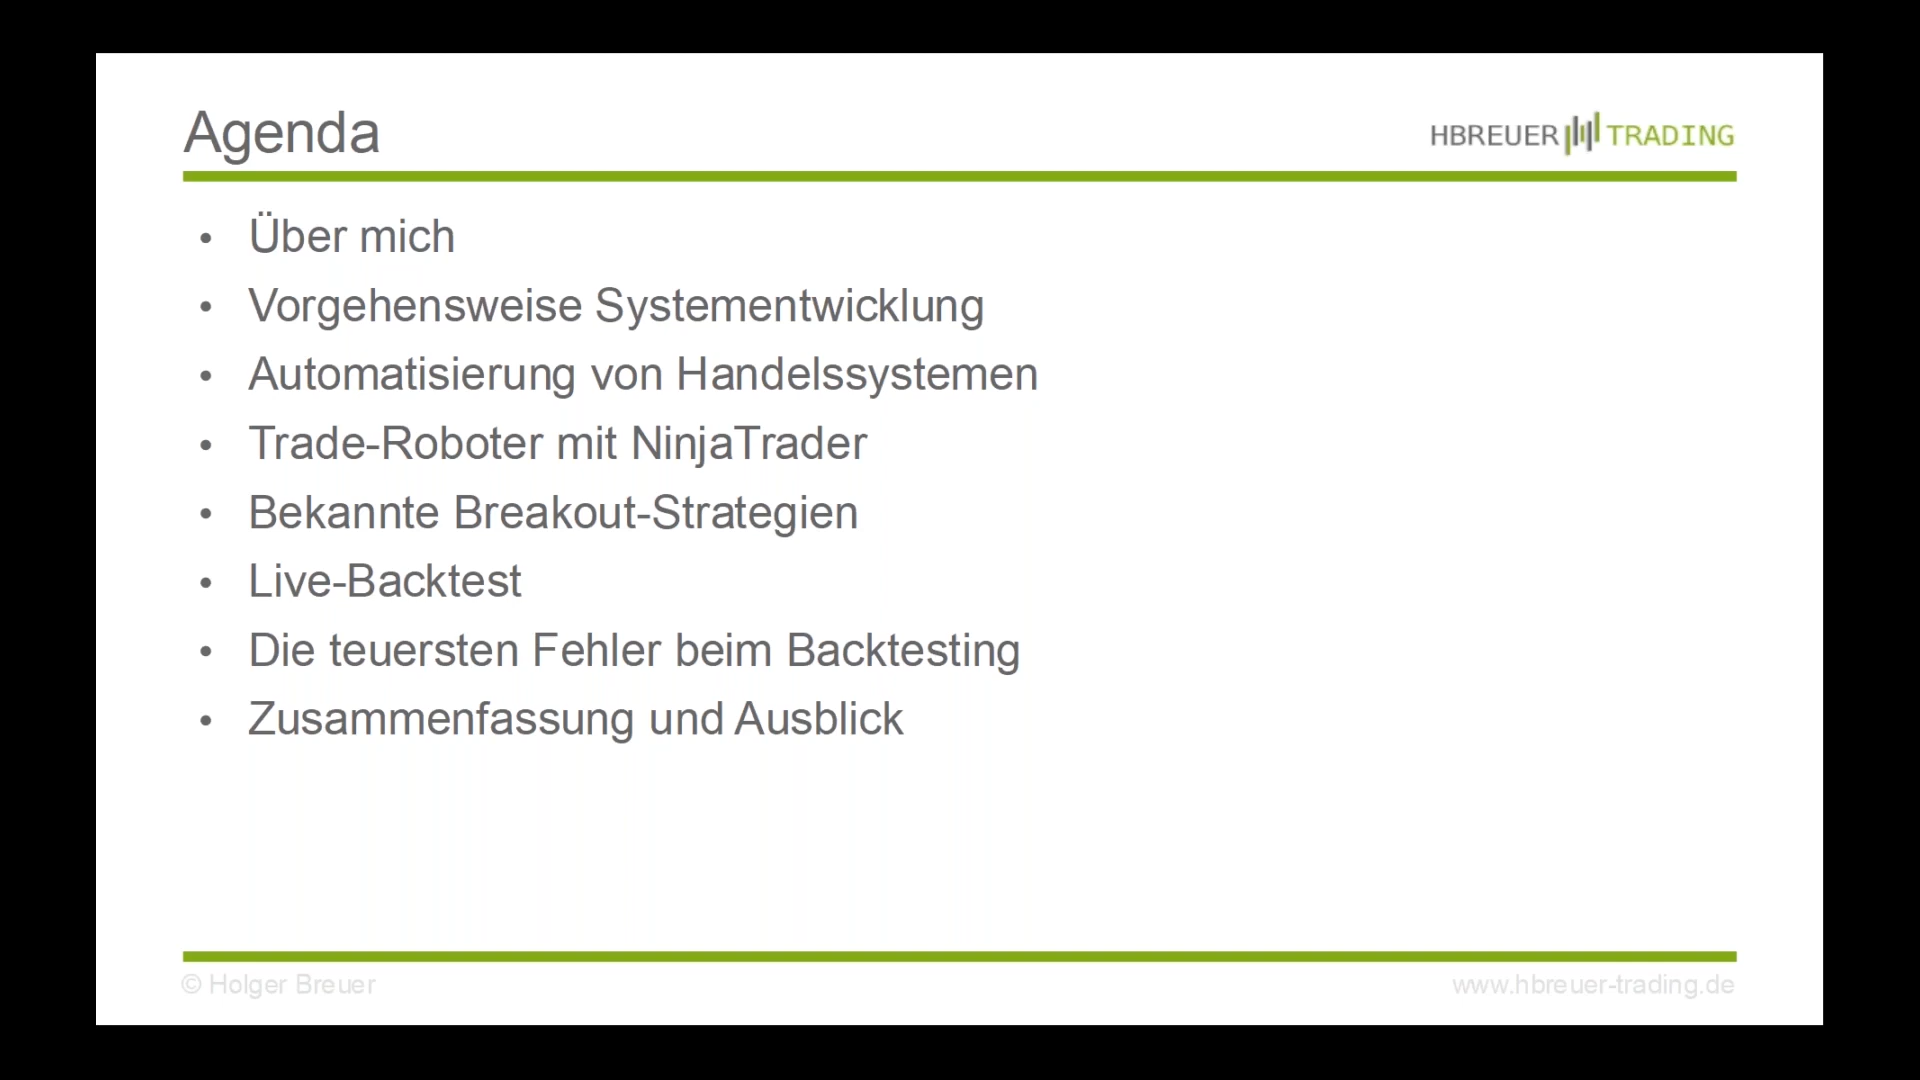 Agenda
HBREUER TRADING
• Über mich
• Vorgehensweise Systementwicklung
• Automatisierung von Handelssystemen
• Trade-Roboter mit NinjaTrader
• Bekannte Breakout-Strategien
• Live-Backtest
• Die teuersten Fehler beim Backtesting
• Zusammenfassung und Ausblick
© Holger Breuer
www.hbreuer-trading.de